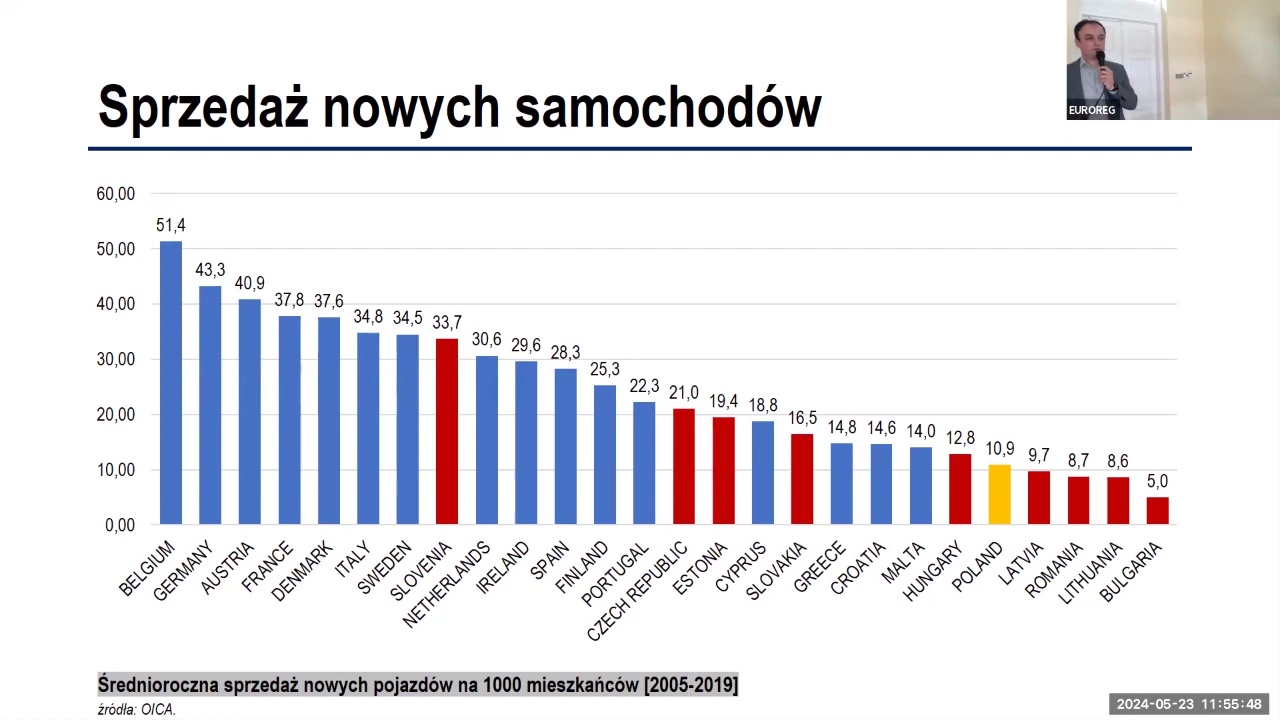 Sprzedaż nowych samochodów
EUROREG
60,00
50,00
40,00
30,00
20,00
10,00
0,00
51,4
43,3
40,9
37,8
37,6
34,8
34,5
33,7
30,6
29,6
28,3
25,3
22,3
21,0
19,4
18,8
16,5
14,8
14,6
14,0
12,8
10,9
9,7
8,7
8,6
5,0
BELGIUM
GERMANY
AUSTRIA
FRANCE
DENMARK
ITALY
SWEDEN
SLOVENIA
NETHERLANDS
IRELAND
SPAIN
FINLAND
PORTUGAL
CZECH REPUBLIC
ESTONIA
CYPRUS
SLOVAKIA
GREECE
CROATIA
MALTA
HUNGARY
POLAND
LATVIA
ROMANIA
LITHUANIA
BULGARIA
Średnioroczna sprzedaż nowych pojazdów na 1000 mieszkańców [2005-2019]
źródła: OICA.
2024-05-23 11:55:48